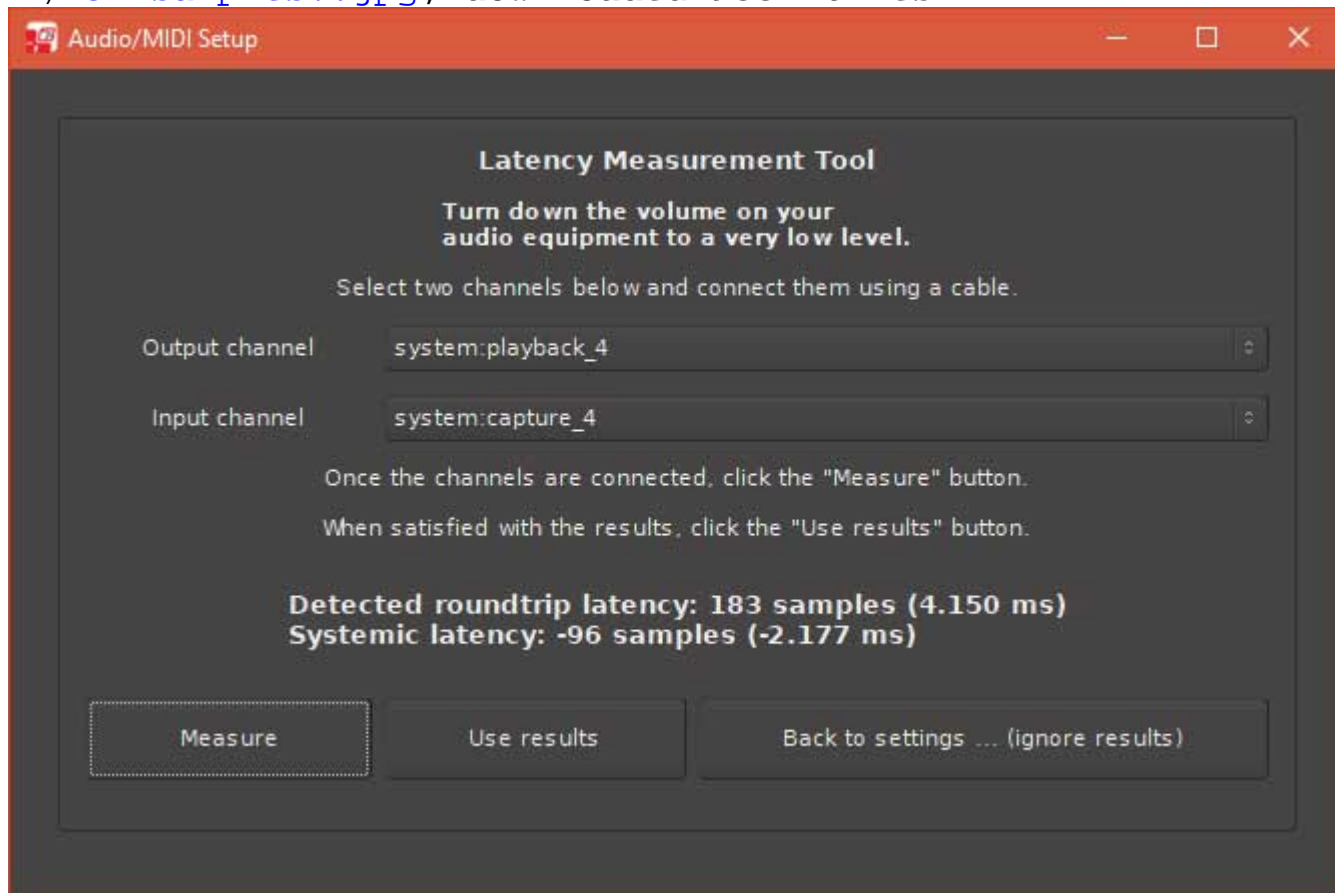 Audio/MIDI Setup
Latency Measurement Tool
Turn down the volume on your
audio equipment to a very low level.
Select two channels below and connect them using a cable.
Output channel system:playback_4
Input channel system:capture_4
Once the channels are connected, click the "Measure" button.
When satisfied with the results, click the "Use results" button.
Detected roundtrip latency: 183 samples (4.150 ms)
Systemic latency: -96 samples (-2.177 ms)
Measure Use results Back to settings ... (ignore results)